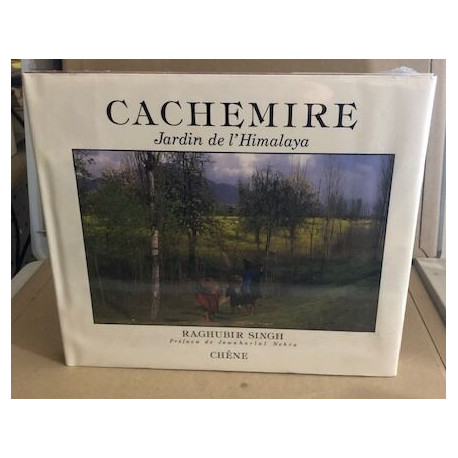 CACHEMIRE
Jardin de l'Himalaya
RAGHUBIR SINGH
Préface de Jawaharlal Nehru
CHÊNE